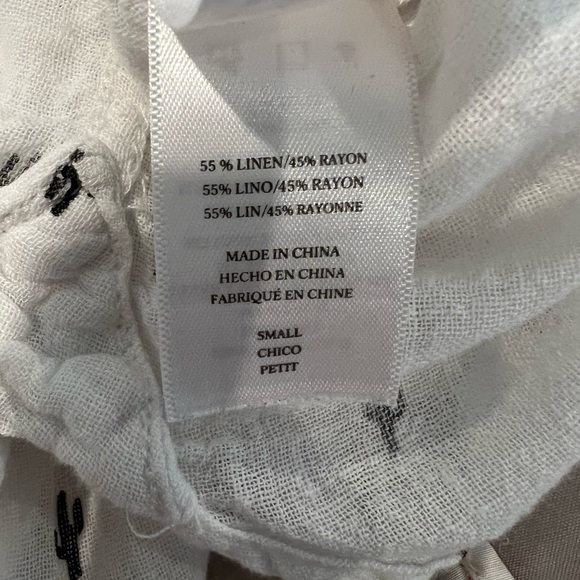 55 % LINEN/45% RAYON
55% LINO/45% RAYON
55% LIN/45% RAYONNE
MADE IN CHINA
HECHO EN CHINA
FABRIQUÉ EN CHINE
SMALL
CHICO
PETIT